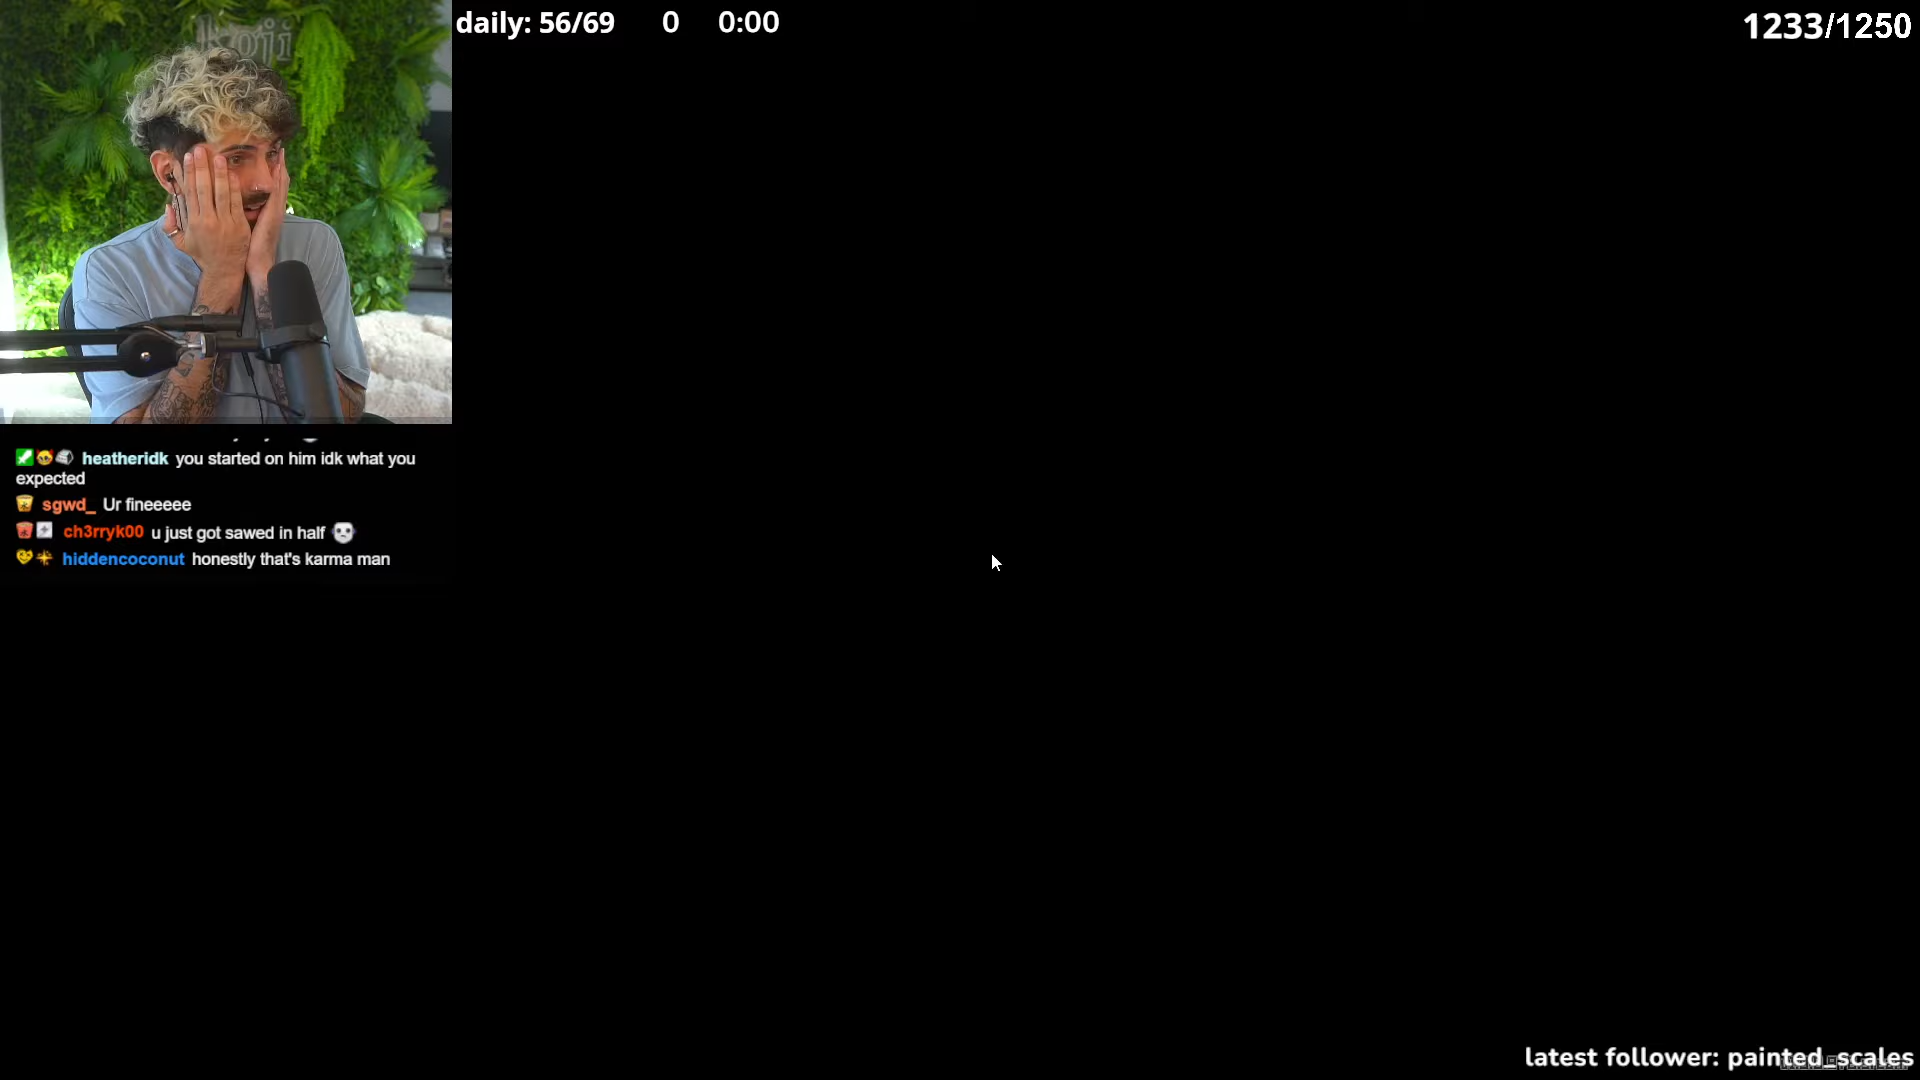 koji
daily: 56/69 0 0:00
1233/1250
heatheridk you started on him idk what you
expected
sgwd_ Ur fineeeee
ch3rryk00 u just got sawed in half
hiddencoconut honestly that's karma man
latest follower: painted_scales